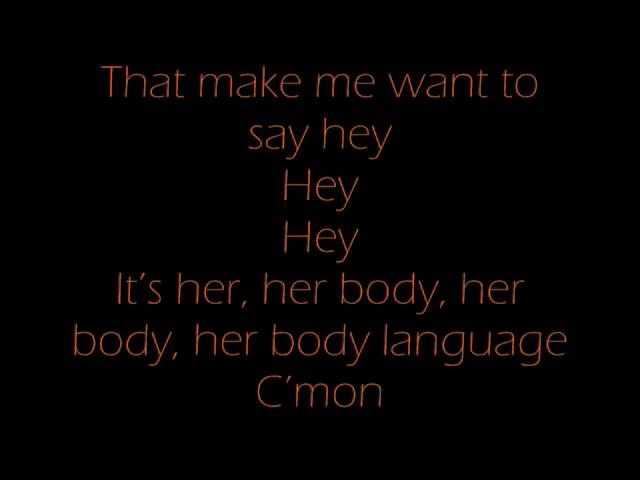 That make me want to
say hey
Hey
Hey
It's her, her body, her
body, her body language
C'mon